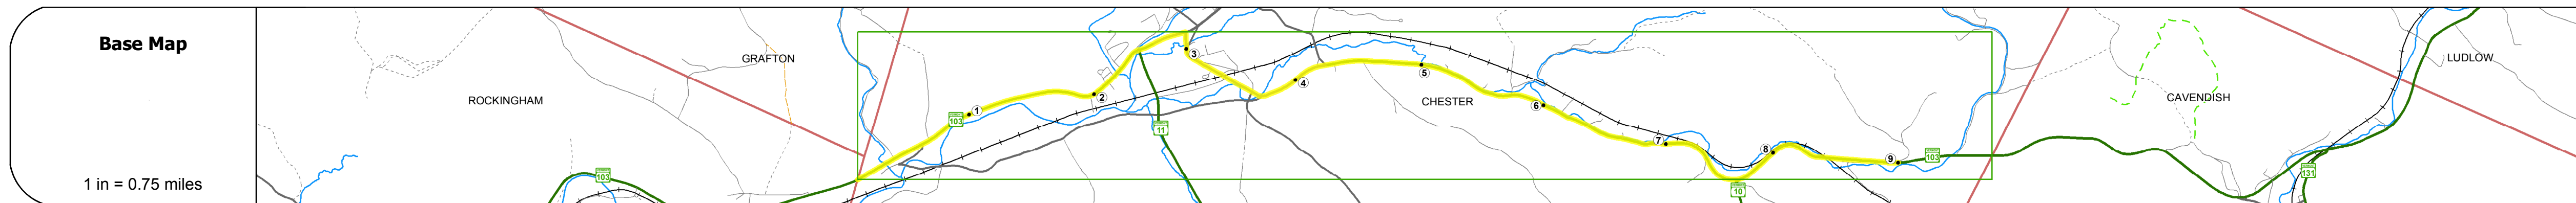 Base Map
1 in = 0.75 miles
ROCKINGHAM
GRAFTON
CHESTER
CAVENDISH
LUDLOW
103
103
11
10
103
131
1
2
3
4
5
6
7
8
9